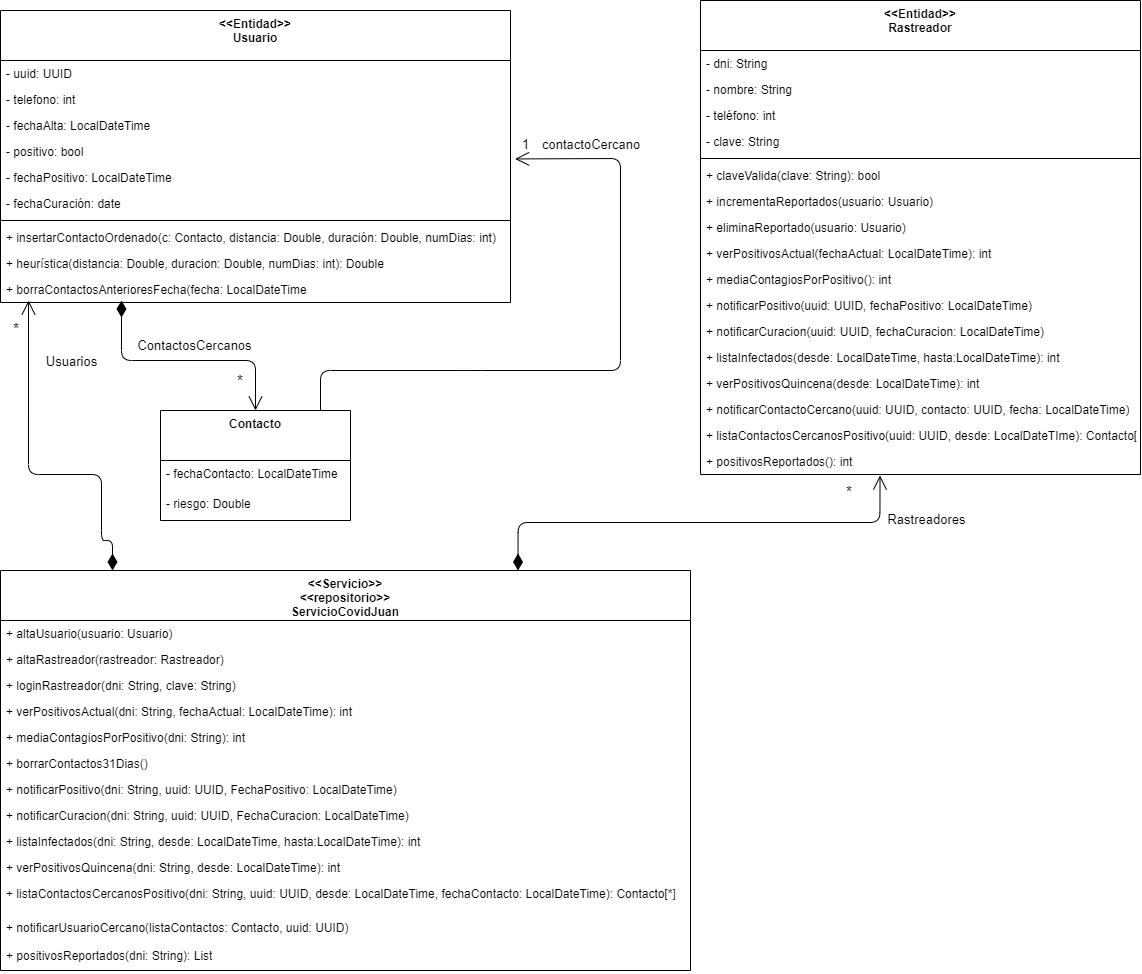 <<Entidad>>
Usuario
- uuid: UUID
- telefono: int
- fechaAlta: LocalDateTime
- positivo: bool
- fechaPositivo: LocalDateTime
- fechaCuración: date
+ insertarContactoOrdenado(c: Contacto, distancia: Double, duración: Double, numDias: int)
+ heurística(distancia: Double, duracion: Double, numDias: int): Double
+ borraContactosAnterioresFecha(fecha: LocalDateTime
<<Entidad>>
Rastreador
- dni: String
- nombre: String
- teléfono: int
- clave: String
+ claveValida(clave: String): bool
+ incrementaReportados(usuario: Usuario)
+ eliminaReportado(usuario: Usuario)
+ verPositivosActual(fechaActual: LocalDateTime): int
+ mediaContagiosPorPositivo(): int
+ notificarPositivo(uuid: UUID, fechaPositivo: LocalDateTime)
+ notificarCuracion(uuid: UUID, fechaCuracion: LocalDateTime)
+ listaInfectados(desde: LocalDateTime, hasta:LocalDateTime): int
+ verPositivosQuincena(desde: LocalDateTime): int
+ notificarContactoCercano(uuid: UUID, contacto: UUID, fecha: LocalDateTime)
+ listaContactosCercanosPositivo(uuid: UUID, desde: LocalDateTIme): Contacto[
+ positivosReportados(): int
1 contactoCercano
*
Usuarios
ContactosCercanos
*
Contacto
- fechaContacto: LocalDateTime
- riesgo: Double
*
Rastreadores
<<Servicio>>
<<repositorio>>
ServicioCovidJuan
+ altaUsuario(usuario: Usuario)
+ altaRastreador(rastreador: Rastreador)
+ loginRastreador(dni: String, clave: String)
+ verPositivosActual(dni: String, fechaActual: LocalDateTime): int
+ mediaContagiosPorPositivo(dni: String): int
+ borrarContactos31Dias()
+ notificarPositivo(dni: String, uuid: UUID, FechaPositivo: LocalDateTime)
+ notificarCuracion(dni: String, uuid: UUID, FechaCuracion: LocalDateTime)
+ listaInfectados(dni: String, desde: LocalDateTime, hasta:LocalDateTime): int
+ verPositivosQuincena(dni: String, desde: LocalDateTime): int
+ listaContactosCercanosPositivo(dni: String, uuid: UUID, desde: LocalDateTime, fechaContacto: LocalDateTime): Contacto[*]
+ notificarUsuarioCercano(listaContactos: Contacto, uuid: UUID)
+ positivosReportados(dni: String): List